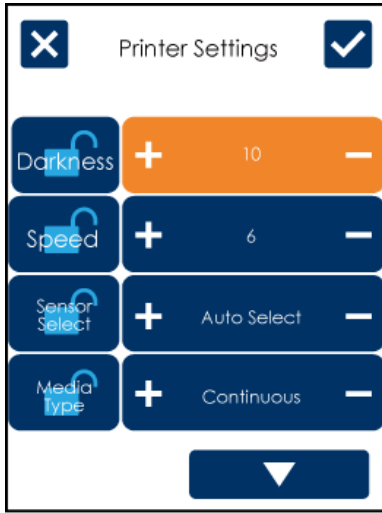 Printer Settings
Darkness + 10 −
Speed + 6 −
Sensor
Select + Auto Select −
Media
Type + Continuous −